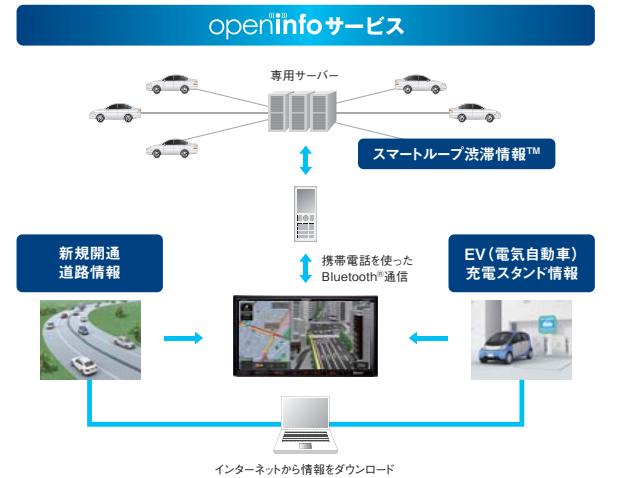 openinfoサービス
専用サーバー
スマートループ渋滞情報™
新規開通
道路情報
携帯電話を使った
Bluetooth®通信
EV(電気自動車)
充電スタンド情報
インターネットから情報をダウンロード